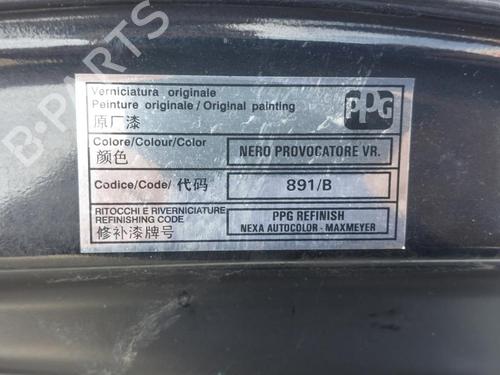 B-PARTS
Verniciatura originale
Peinture originale / Original painting
原厂漆
PPG
Colore/Colour/Color
颜色
NERO PROVOCATORE VR.
Codice/Code/ 代码
891/B
RITOCCHI E RIVERNICIATURE
REFINISHING CODE
修补漆牌号
PPG REFINISH
NEXA AUTOCOLOR - MAXMEYER